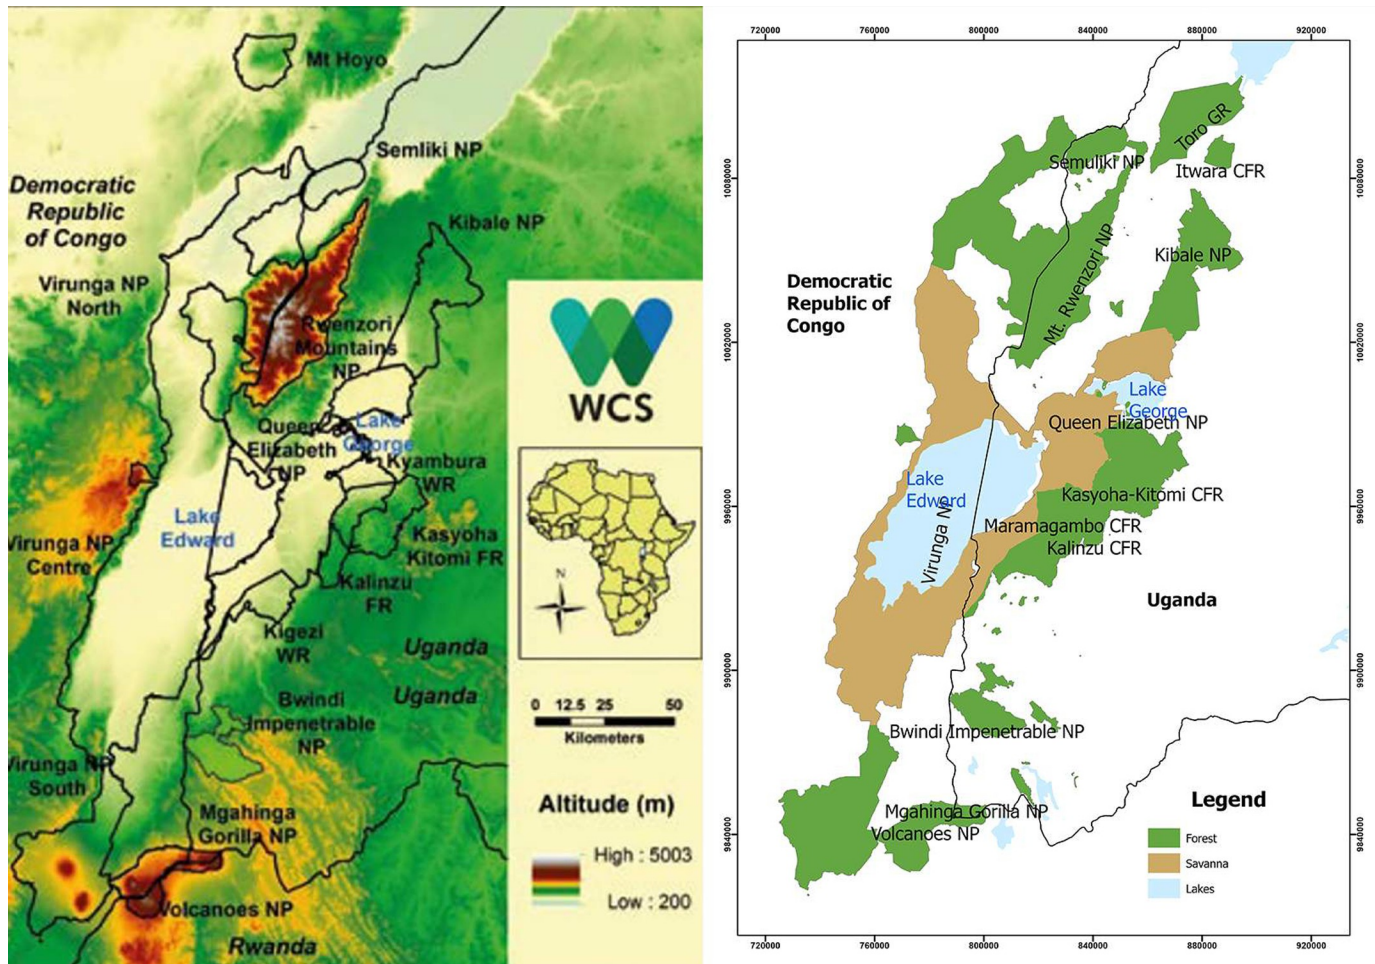 Mt Hoyo
Semliki NP
Democratic
Republic
of Congo
Kibale NP
Virunga NP
North
Rwenzori
Mountains
NP
WCS
Queen
Elizabeth
NP
Lake
George
Kyambura
WR
Lake
Edward
Kasyoha
Kitomi FR
Virunga NP
Centre
Kalinzu
FR
N
Kigezi
WR
Uganda
Uganda
Bwindi
Impenetrable
NP
0 12.5 25 50
Kilometers
Virunga NP
South
Mgahinga
Gorilla NP
Altitude (m)
High : 5003
Low : 200
Volcanoes NP
Rwanda
720000 760000 800000 840000 880000 920000
Toro GR
Semuliki NP
Itwara CFR
10080000
10080000
Kibale NP
Mt. Rwenzori NP
Democratic
Republic of
Congo
10020000
10020000
Lake
George
Queen Elizabeth NP
Lake
Edward
Kasyoha-Kitomi CFR
9960000
9960000
Maramagambo CFR
Kalinzu CFR
Virunga NP
Uganda
9900000
9900000
Bwindi Impenetrable NP
Mgahinga Gorilla NP
Volcanoes NP
9840000
9840000
Legend
Forest
Savanna
Lakes
720000 760000 800000 840000 880000 920000